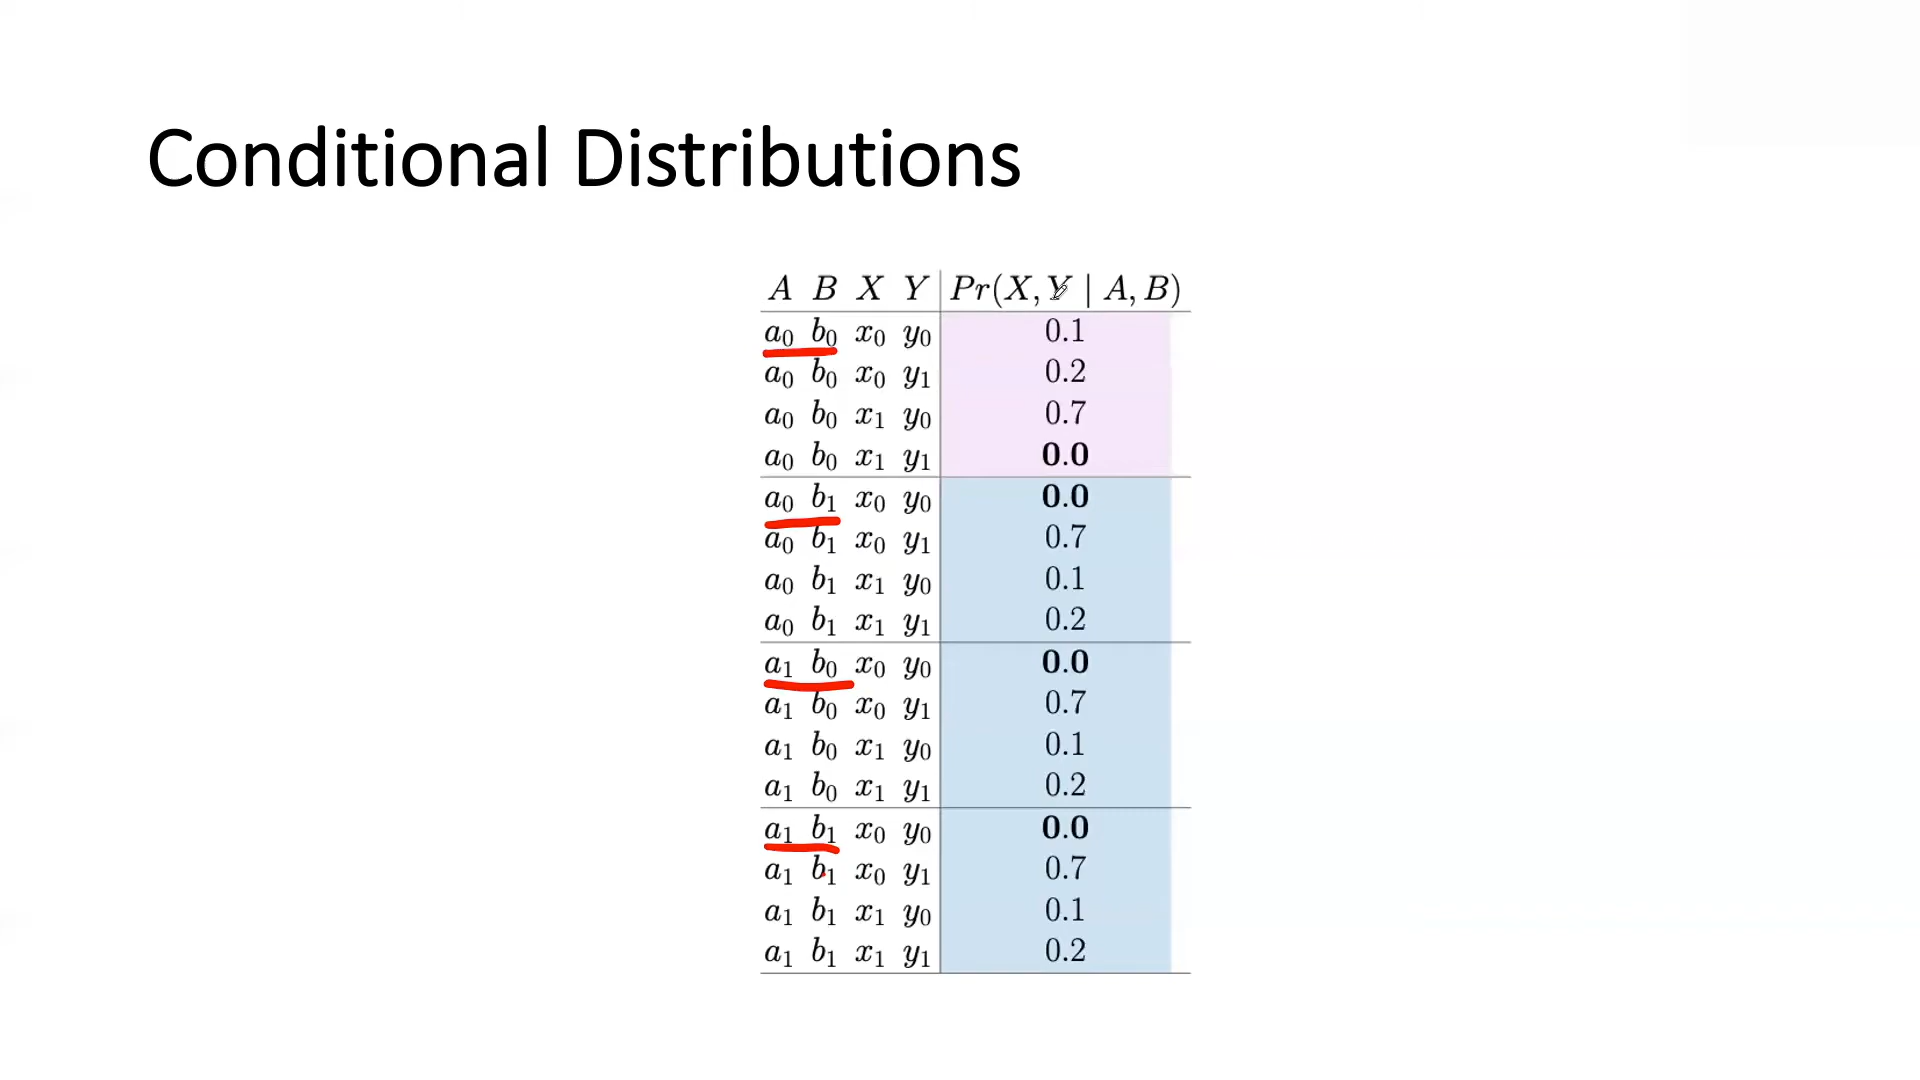 Conditional Distributions
A B X Y Pr(X, Y | A, B)
a₀ b₀ x₀ y₀ 0.1
a₀ b₀ x₀ y₁ 0.2
a₀ b₀ x₁ y₀ 0.7
a₀ b₀ x₁ y₁ 0.0
a₀ b₁ x₀ y₀ 0.0
a₀ b₁ x₀ y₁ 0.7
a₀ b₁ x₁ y₀ 0.1
a₀ b₁ x₁ y₁ 0.2
a₁ b₀ x₀ y₀ 0.0
a₁ b₀ x₀ y₁ 0.7
a₁ b₀ x₁ y₀ 0.1
a₁ b₀ x₁ y₁ 0.2
a₁ b₁ x₀ y₀ 0.0
a₁ b₁ x₀ y₁ 0.7
a₁ b₁ x₁ y₀ 0.1
a₁ b₁ x₁ y₁ 0.2